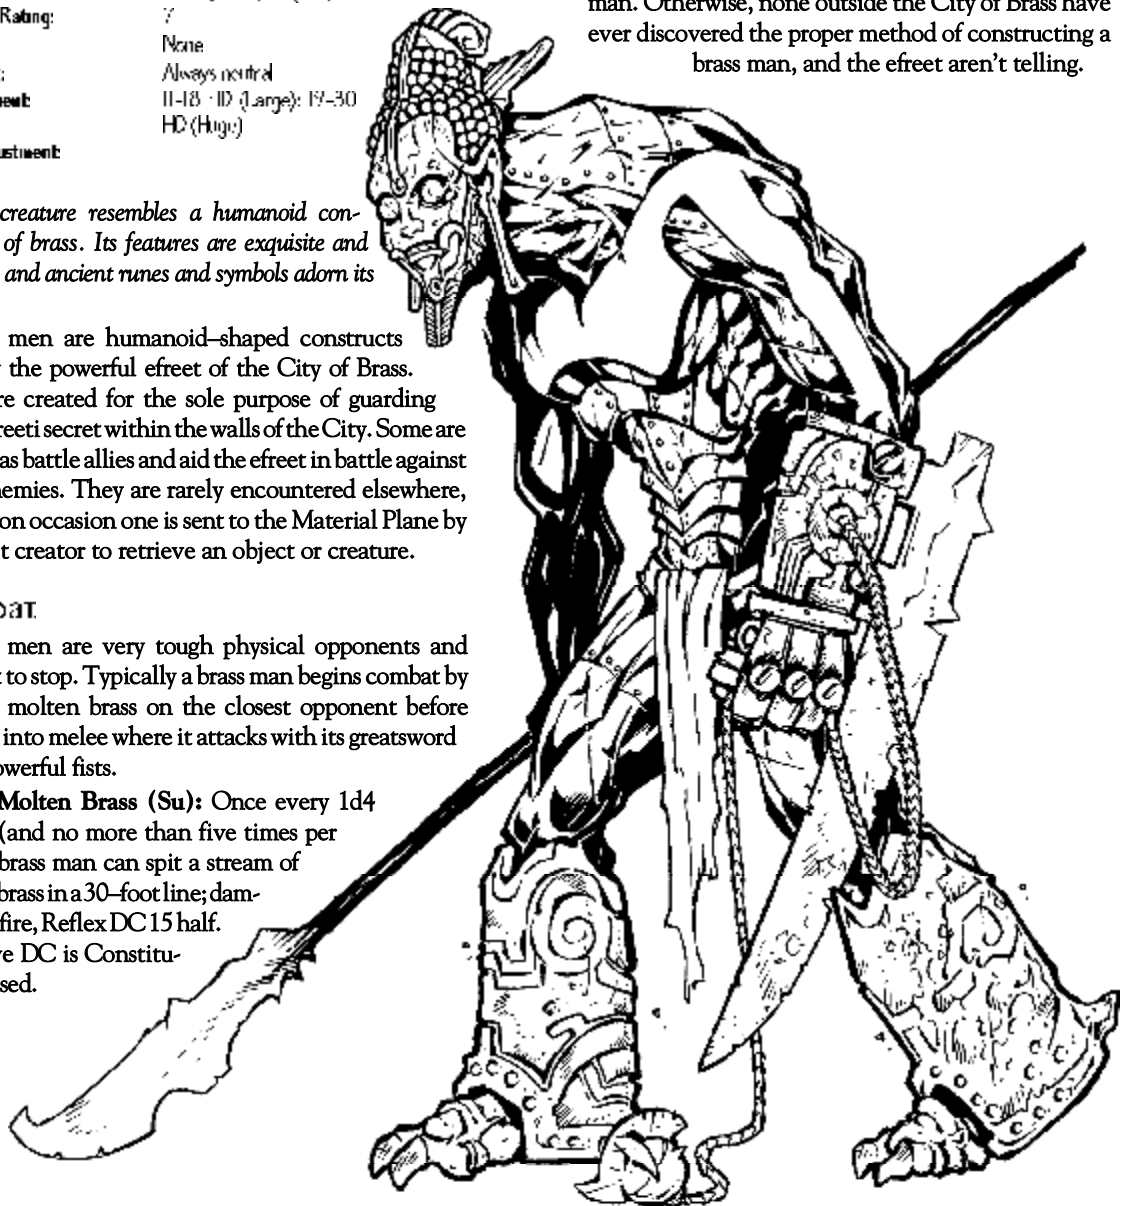 Rating:
7
None
Always neutral
11-18 HD (Large); 19-30
HD (Huge)
creature resembles a humanoid con-
of brass. Its features are exquisite and
and ancient runes and symbols adorn its
men are humanoid–shaped constructs
the powerful efreet of the City of Brass.
created for the sole purpose of guarding
secret within the walls of the City. Some are
as battle allies and aid the efreet in battle against
They are rarely encountered elsewhere,
on occasion one is sent to the Material Plane by
creator to retrieve an object or creature.
men are very tough physical opponents and
to stop. Typically a brass man begins combat by
molten brass on the closest opponent before
into melee where it attacks with its greatsword
fists.
Molten Brass (Su): Once every 1d4
(and no more than five times per
brass man can spit a stream of
brass in a 30–foot line; dam-
fire, Reflex DC 15 half.
DC is Constitu-
man. Otherwise, none outside the City of Brass have
ever discovered the proper method of constructing a
brass man, and the efreet aren't telling.